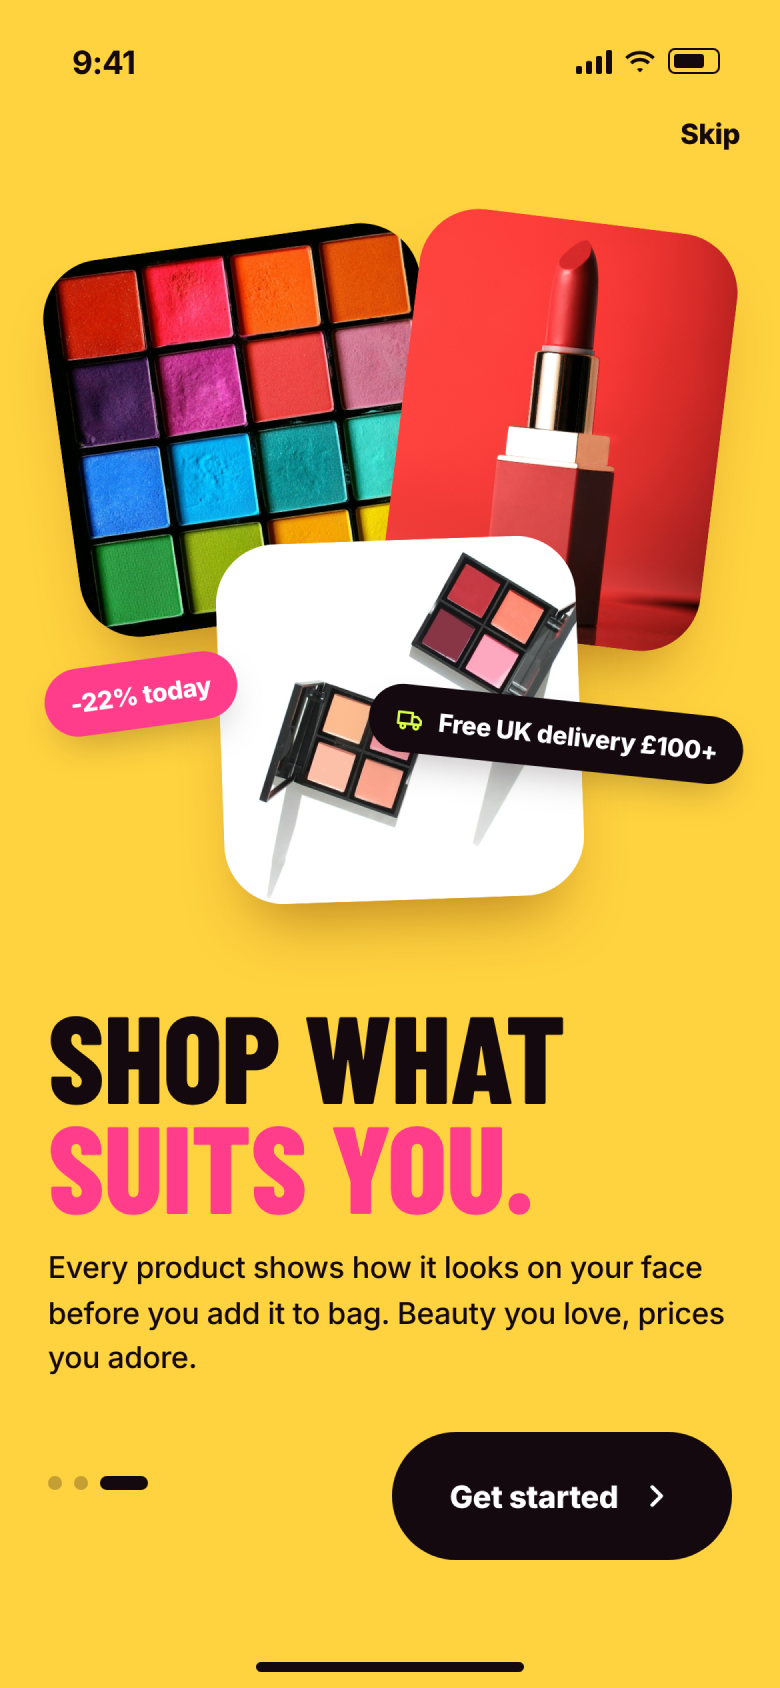 9:41
Skip
-22% today
Free UK delivery £100+
SHOP WHAT
SUITS YOU.
Every product shows how it looks on your face
before you add it to bag. Beauty you love, prices
you adore.
Get started